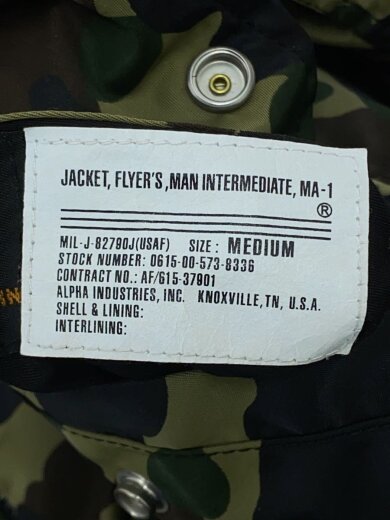 JACKET, FLYER'S ,MAN INTERMEDIATE, MA-1
®
MIL-J-82790J(USAF) SIZE : MEDIUM
STOCK NUMBER: 0615-00-573-8336
CONTRACT NO.: AF/615-37901
ALPHA INDUSTRIES, INC. KNOXVILLE,TN, U.S.A.
SHELL & LINING:
INTERLINING: